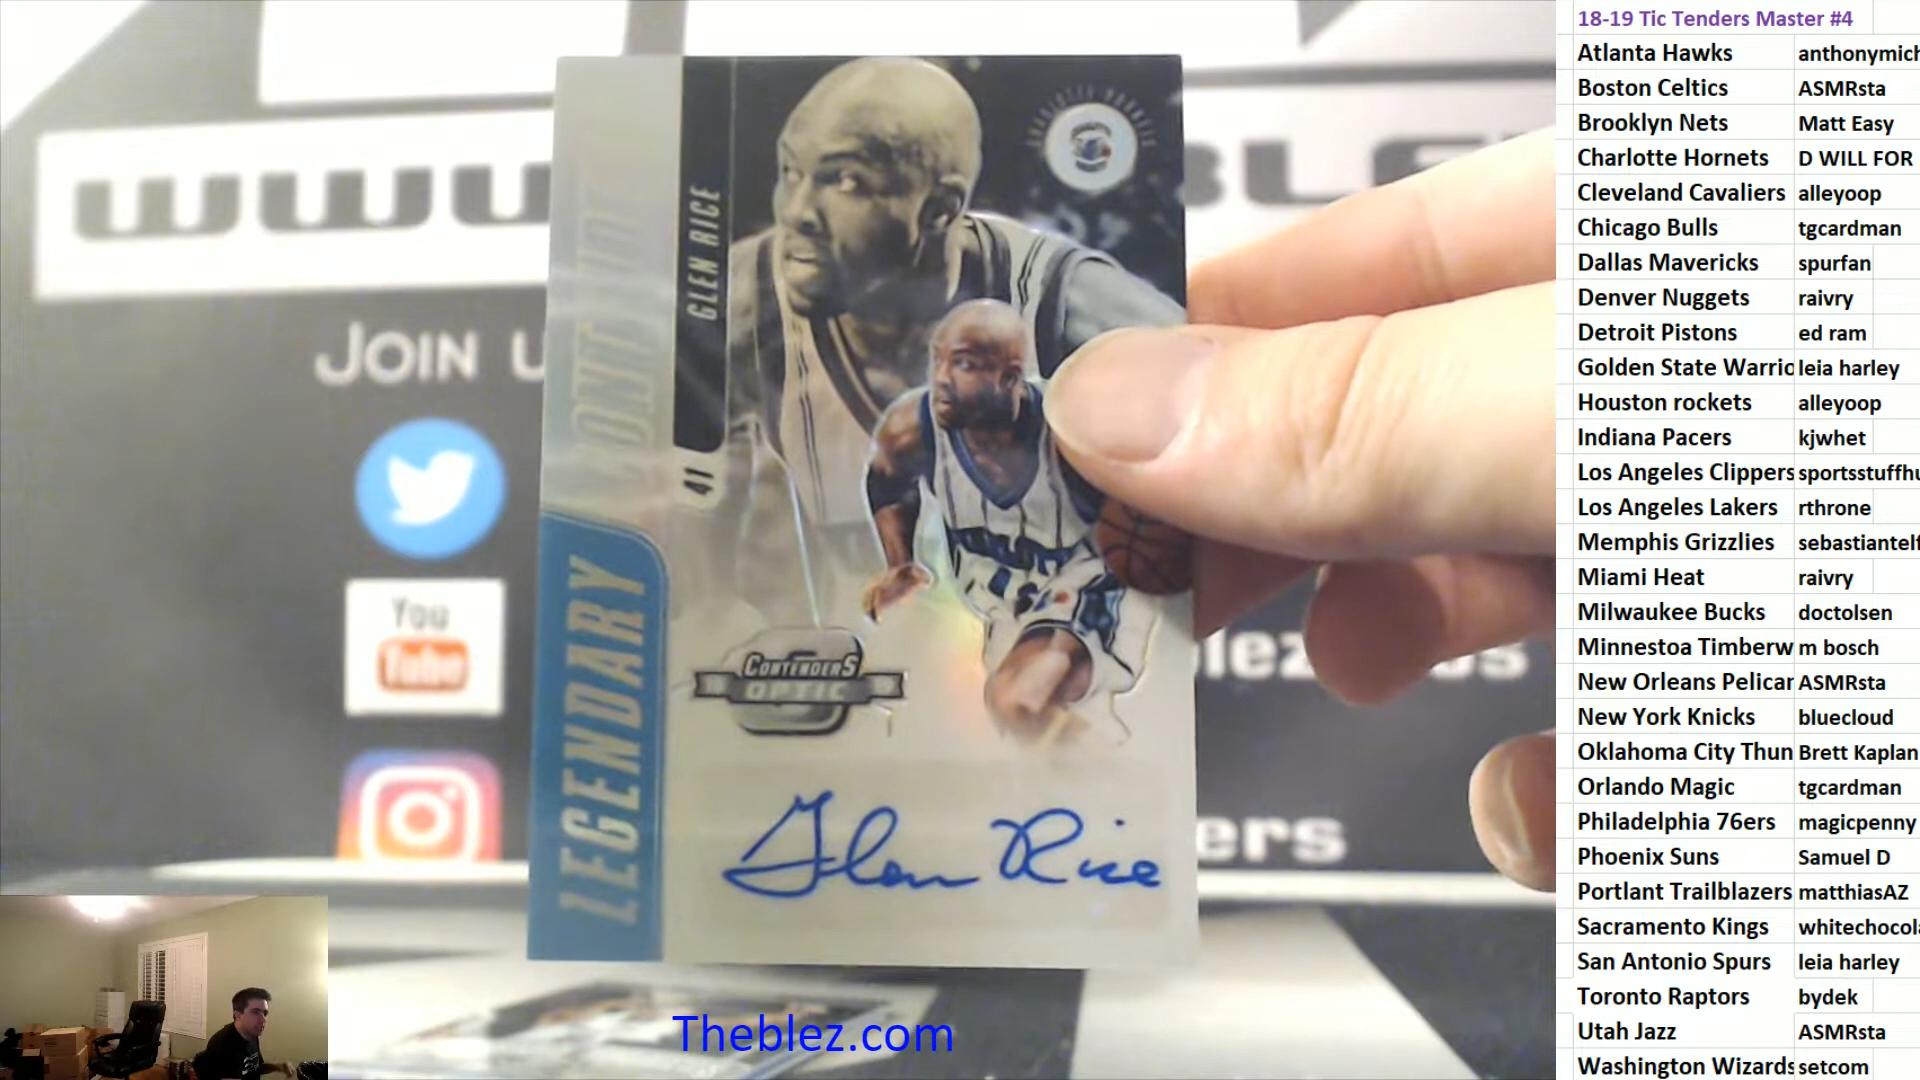 18-19 Tic Tenders Master #4
Atlanta Hawks anthonymich
Boston Celtics ASMRsta
Brooklyn Nets Matt Easy
Charlotte Hornets D WILL FOR
Cleveland Cavaliers alleyoop
Chicago Bulls tgcardman
Dallas Mavericks spurfan
Denver Nuggets raivry
Detroit Pistons ed ram
Golden State Warrio leia harley
Houston rockets alleyoop
Indiana Pacers kjwhet
Los Angeles Clippers sportsstuffhu
Los Angeles Lakers rthrone
Memphis Grizzlies sebastiantelf
Miami Heat raivry
Milwaukee Bucks doctolsen
Minnestoa Timberw m bosch
New Orleans Pelican ASMRsta
New York Knicks bluecloud
Oklahoma City Thun Brett Kaplan
Orlando Magic tgcardman
Philadelphia 76ers magicpenny
Phoenix Suns Samuel D
Portlant Trailblazers matthiasAZ
Sacramento Kings whitechocola
San Antonio Spurs leia harley
Toronto Raptors bydek
Utah Jazz ASMRsta
Washington Wizards setcom
WWW
JOIN U
You
Tube
GLEN RICE
41
LEGENDARY
CONTENDERS
OPTIC
Glen Rice
ers
Theblez.com